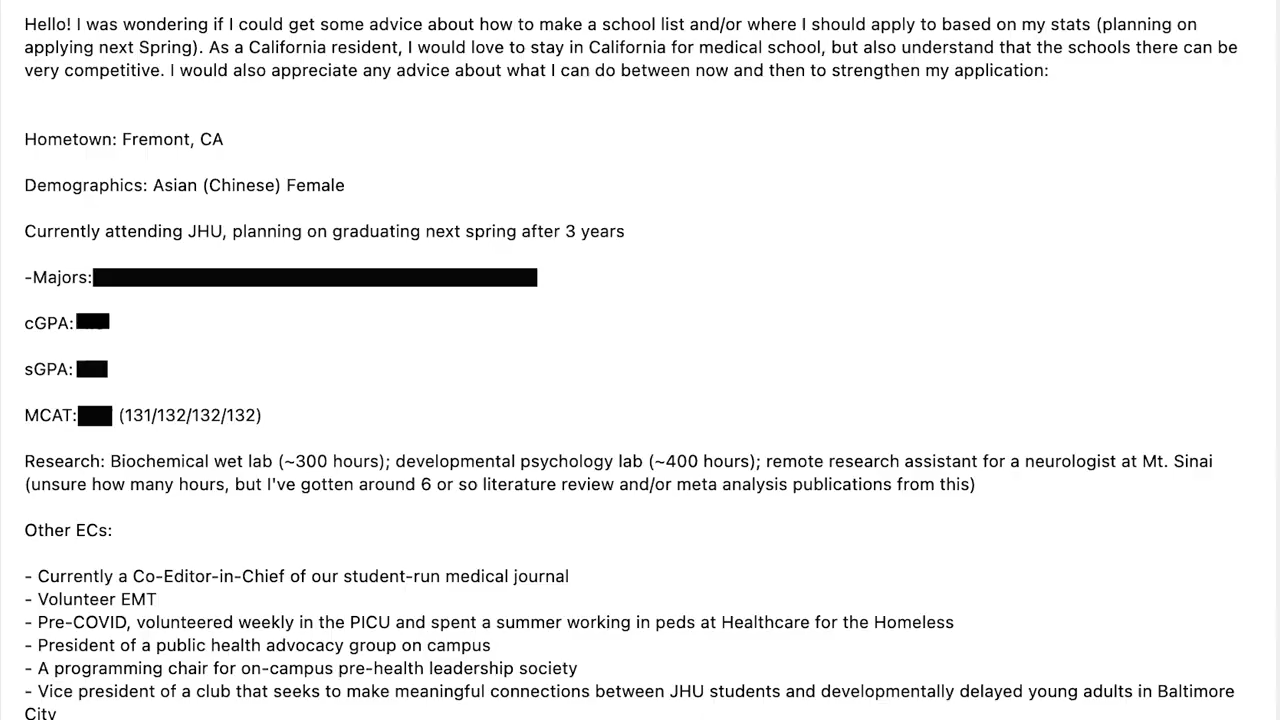 Hello! I was wondering if I could get some advice about how to make a school list and/or where I should apply to based on my stats (planning on
applying next Spring). As a California resident, I would love to stay in California for medical school, but also understand that the schools there can be
very competitive. I would also appreciate any advice about what I can do between now and then to strengthen my application:
Hometown: Fremont, CA
Demographics: Asian (Chinese) Female
Currently attending JHU, planning on graduating next spring after 3 years
-Majors:
cGPA:
sGPA:
MCAT: (131/132/132/132)
Research: Biochemical wet lab (~300 hours); developmental psychology lab (~400 hours); remote research assistant for a neurologist at Mt. Sinai
(unsure how many hours, but I've gotten around 6 or so literature review and/or meta analysis publications from this)
Other ECs:
- Currently a Co-Editor-in-Chief of our student-run medical journal
- Volunteer EMT
- Pre-COVID, volunteered weekly in the PICU and spent a summer working in peds at Healthcare for the Homeless
- President of a public health advocacy group on campus
- A programming chair for on-campus pre-health leadership society
- Vice president of a club that seeks to make meaningful connections between JHU students and developmentally delayed young adults in Baltimore
City